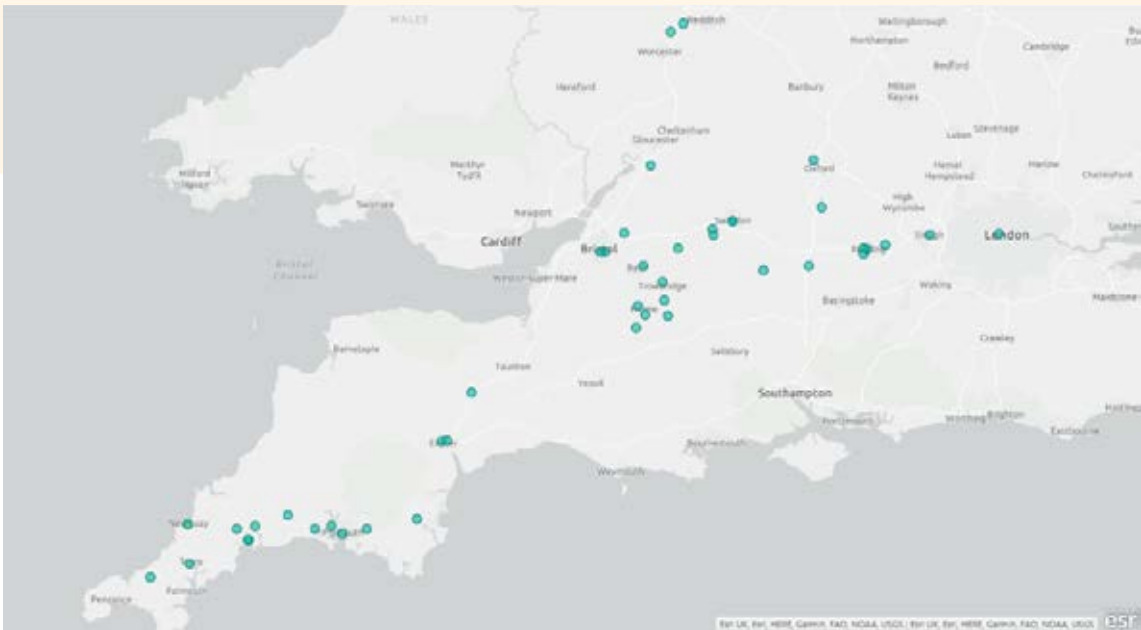 WALES
Redditch
Wellingborough
Worcester
Northampton
Cambridge
Bedford
Hereford
Banbury
Milton
Keynes
Cheltenham
Gloucester
Luton
Stevenage
Merthyr
Tydfil
Oxford
Hemel
Hempstead
Harlow
Chelmsford
Milford
Haven
Swansea
Newport
High
Wycombe
Swindon
Slough
London
Cardiff
Bristol
Reading
Bristol
Channel
Weston-super-Mare
Bath
Trowbridge
Basingstoke
Woking
Maidstone
Frome
Barnstaple
Taunton
Salisbury
Crawley
Yeovil
Southampton
Portsmouth
Worthing
Brighton
Eastbourne
Exeter
Bournemouth
Weymouth
Newquay
Plymouth
Truro
Falmouth
Penzance
Esri UK, Esri, HERE, Garmin, FAO, NOAA, USGS | Esri UK, Esri, HERE, Garmin, FAO, NOAA, USGS
esri